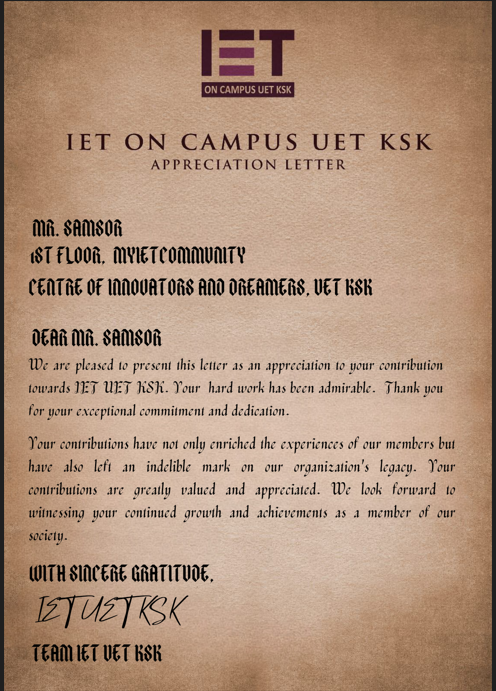 IET
ON CAMPUS UET KSK
IET ON CAMPUS UET KSK
APPRECIATION LETTER
MR. SAMSOR
1ST FLOOR, MYIETCOMMUNITY
CENTRE OF INNOVATORS AND DREAMERS, UET KSK
DEAR MR. SAMSOR
We are pleased to present this letter as an appreciation to your contribution
towards IET UET KSK. Your hard work has been admirable. Thank you
for your exceptional commitment and dedication.
Your contributions have not only enriched the experiences of our members but
have also left an indelible mark on our organization's legacy. Your
contributions are greatly valued and appreciated. We look forward to
witnessing your continued growth and achievements as a member of our
society.
WITH SINCERE GRATITUDE,
IET UET KSK
TEAM IET UET KSK